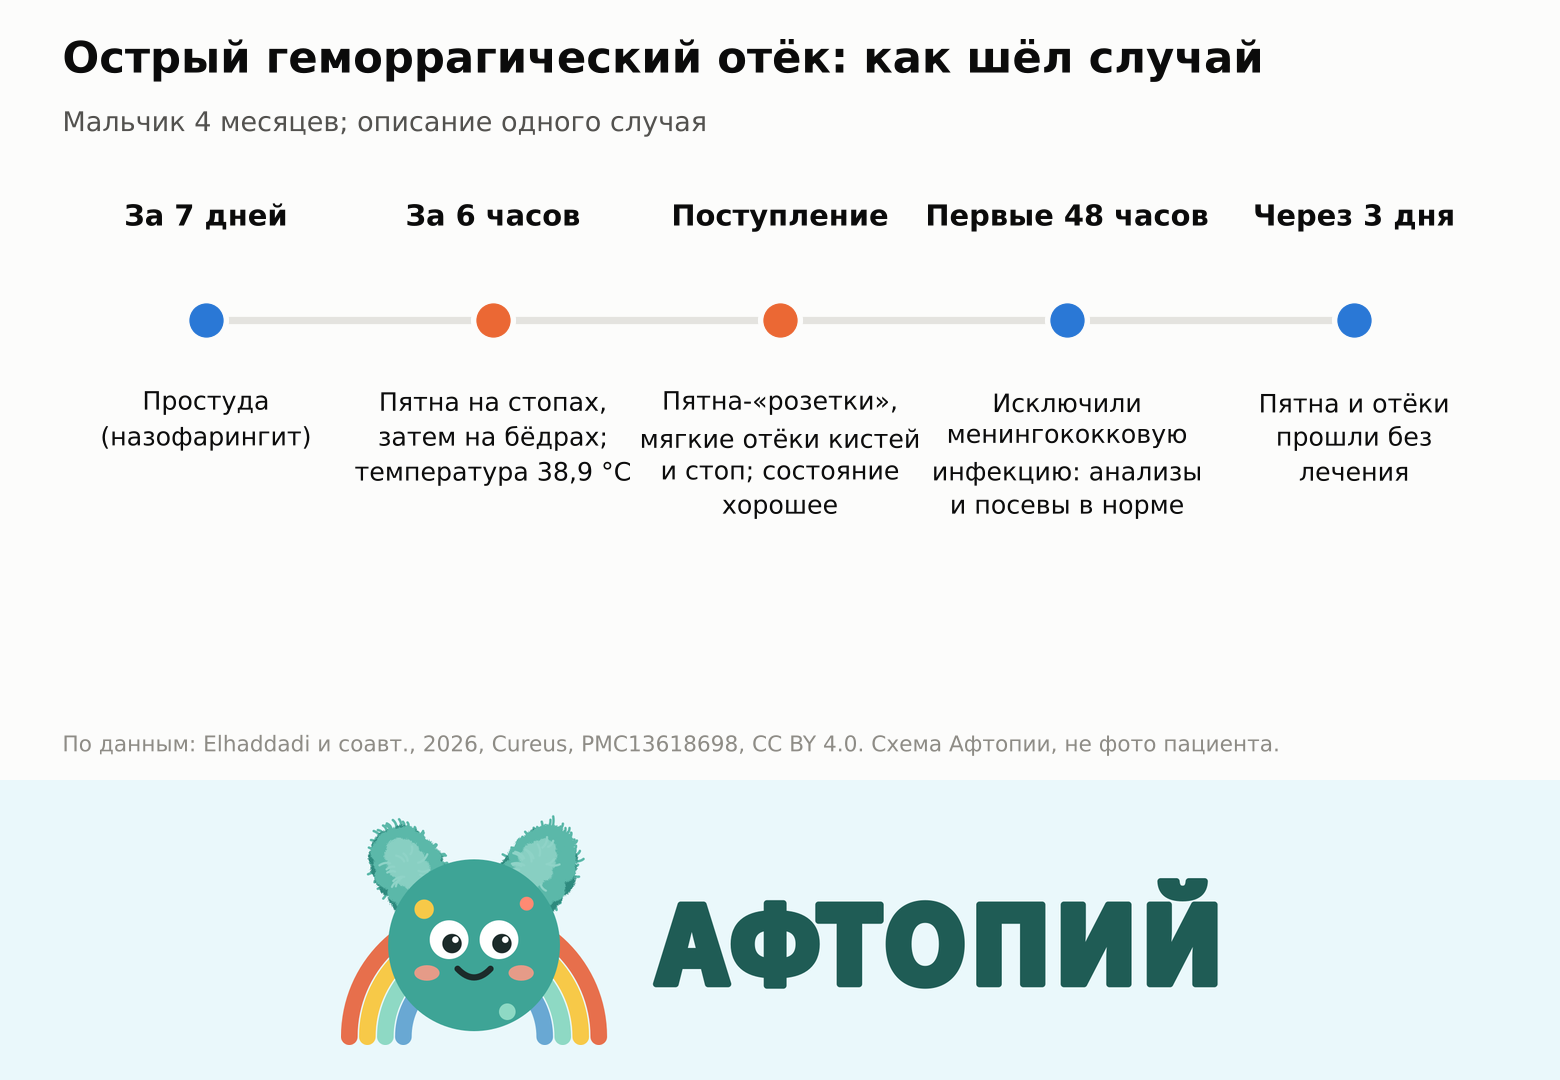 Острый геморрагический отёк: как шёл случай
Мальчик 4 месяцев; описание одного случая
За 7 дней
За 6 часов
Поступление
Первые 48 часов
Через 3 дня
Простуда
(назофарингит)
Пятна на стопах,
затем на бёдрах;
температура 38,9 °C
Пятна-«розетки»,
мягкие отёки кистей
и стоп; состояние
хорошее
Исключили
менингококковую
инфекцию: анализы
и посевы в норме
Пятна и отёки
прошли без
лечения
По данным: Elhaddadi и соавт., 2026, Cureus, PMC13618698, CC BY 4.0. Схема Афтопии, не фото пациента.
АФТОПИЙ